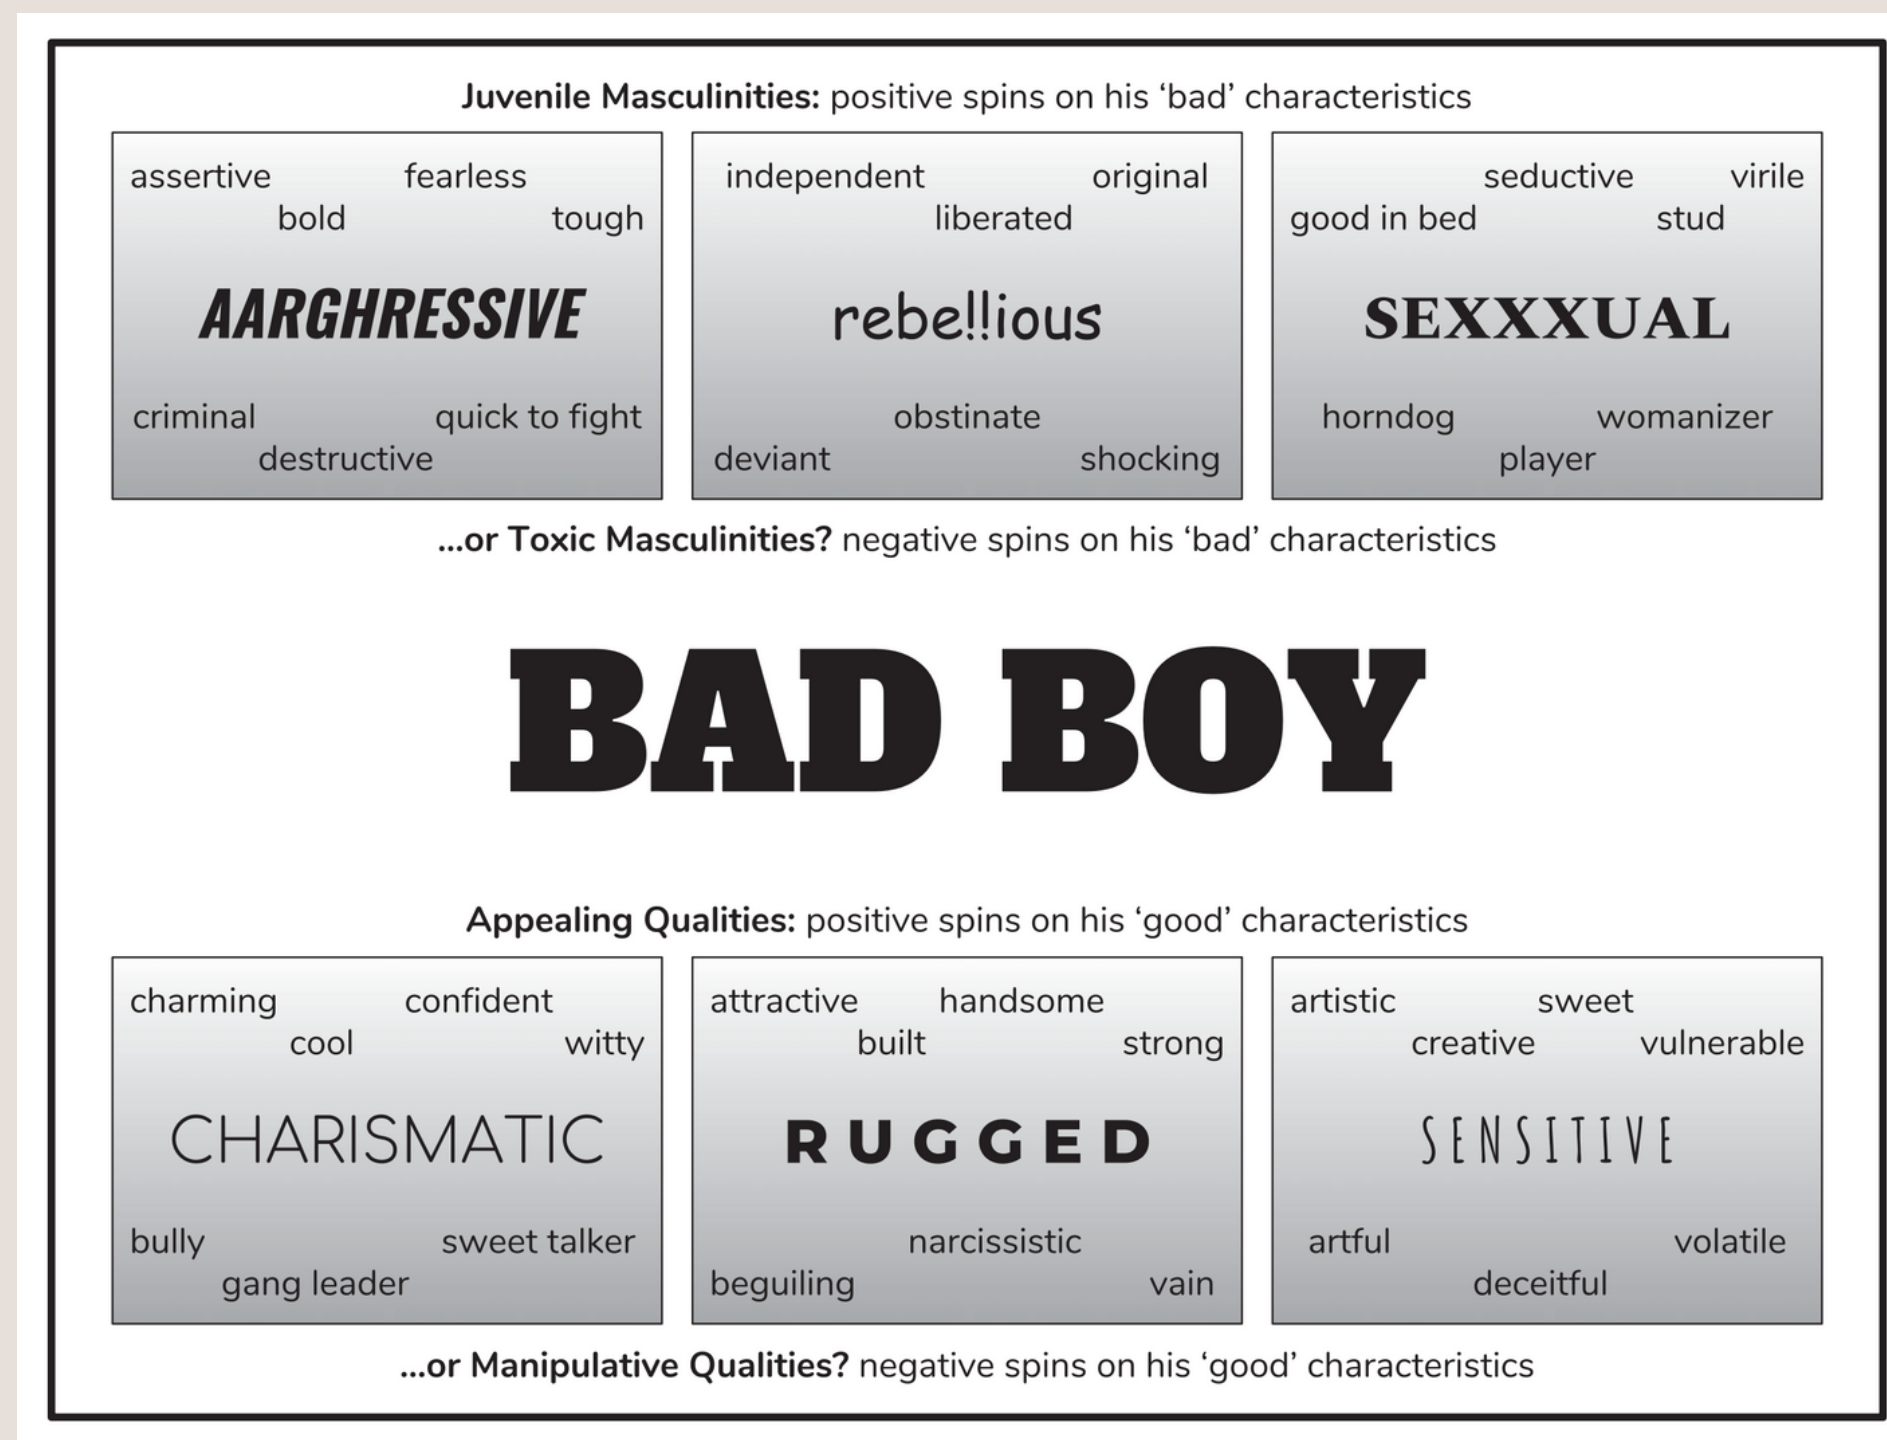 Juvenile Masculinities: positive spins on his ‘bad’ characteristics
assertive fearless
bold tough
AARGHRESSIVE
criminal quick to fight
destructive
independent original
liberated
rebe!!ious
obstinate
deviant shocking
seductive virile
good in bed stud
SEXXXUAL
horndog womanizer
player
...or Toxic Masculinities? negative spins on his ‘bad’ characteristics
BAD BOY
Appealing Qualities: positive spins on his ‘good’ characteristics
charming confident
cool witty
CHARISMATIC
bully sweet talker
gang leader
attractive handsome
built strong
RUGGED
narcissistic
beguiling vain
artistic sweet
creative vulnerable
SENSITIVE
artful volatile
deceitful
...or Manipulative Qualities? negative spins on his ‘good’ characteristics